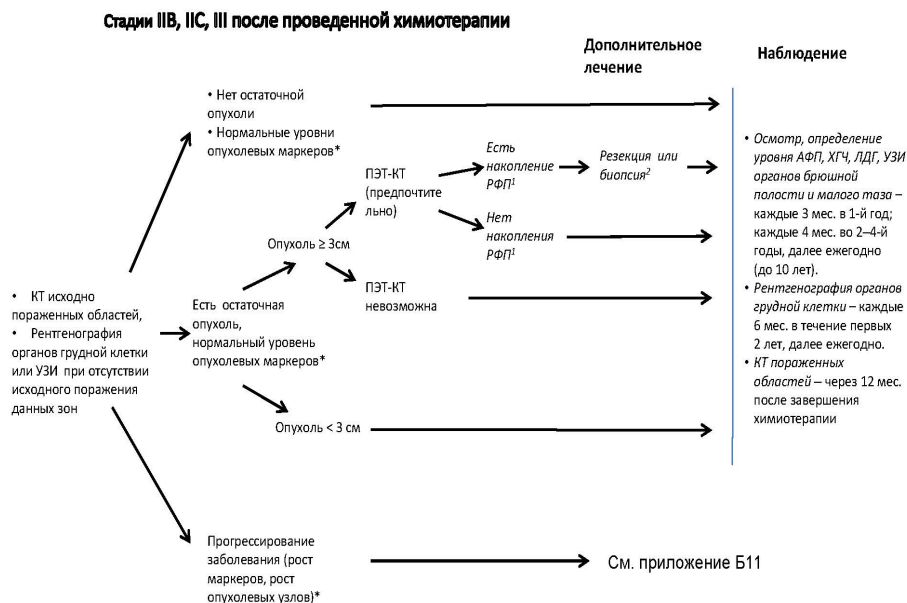 Стадии IIB, IIC, III после проведенной химиотерапии
Дополнительное
лечение
Наблюдение
• Нет остаточной
опухоли
• Нормальные уровни
опухолевых маркеров*
ПЭТ-КТ
(предпочтите
льно)
Есть
накопление
РФП¹
Резекция или
биопсия²
Нет
накопления
РФП¹
Опухоль ≥ 3см
ПЭТ-КТ
невозможна
• КТ исходно
пораженных областей,
• Рентгенография
органов грудной клетки
или УЗИ при отсутствии
исходного поражения
данных зон
Есть остаточная
опухоль,
нормальный уровень
опухолевых маркеров*
Опухоль < 3 см
• Осмотр, определение
уровня АФП, ХГЧ, ЛДГ, УЗИ
органов брюшной
полости и малого таза –
каждые 3 мес. в 1-й год;
каждые 4 мес. во 2–4-й
годы, далее ежегодно
(до 10 лет).
• Рентгенография органов
грудной клетки – каждые
6 мес. в течение первых
2 лет, далее ежегодно.
• КТ пораженных
областей – через 12 мес.
после завершения
химиотерапии
Прогрессирование
заболевания (рост
маркеров, рост
опухолевых узлов)*
См. приложение Б11